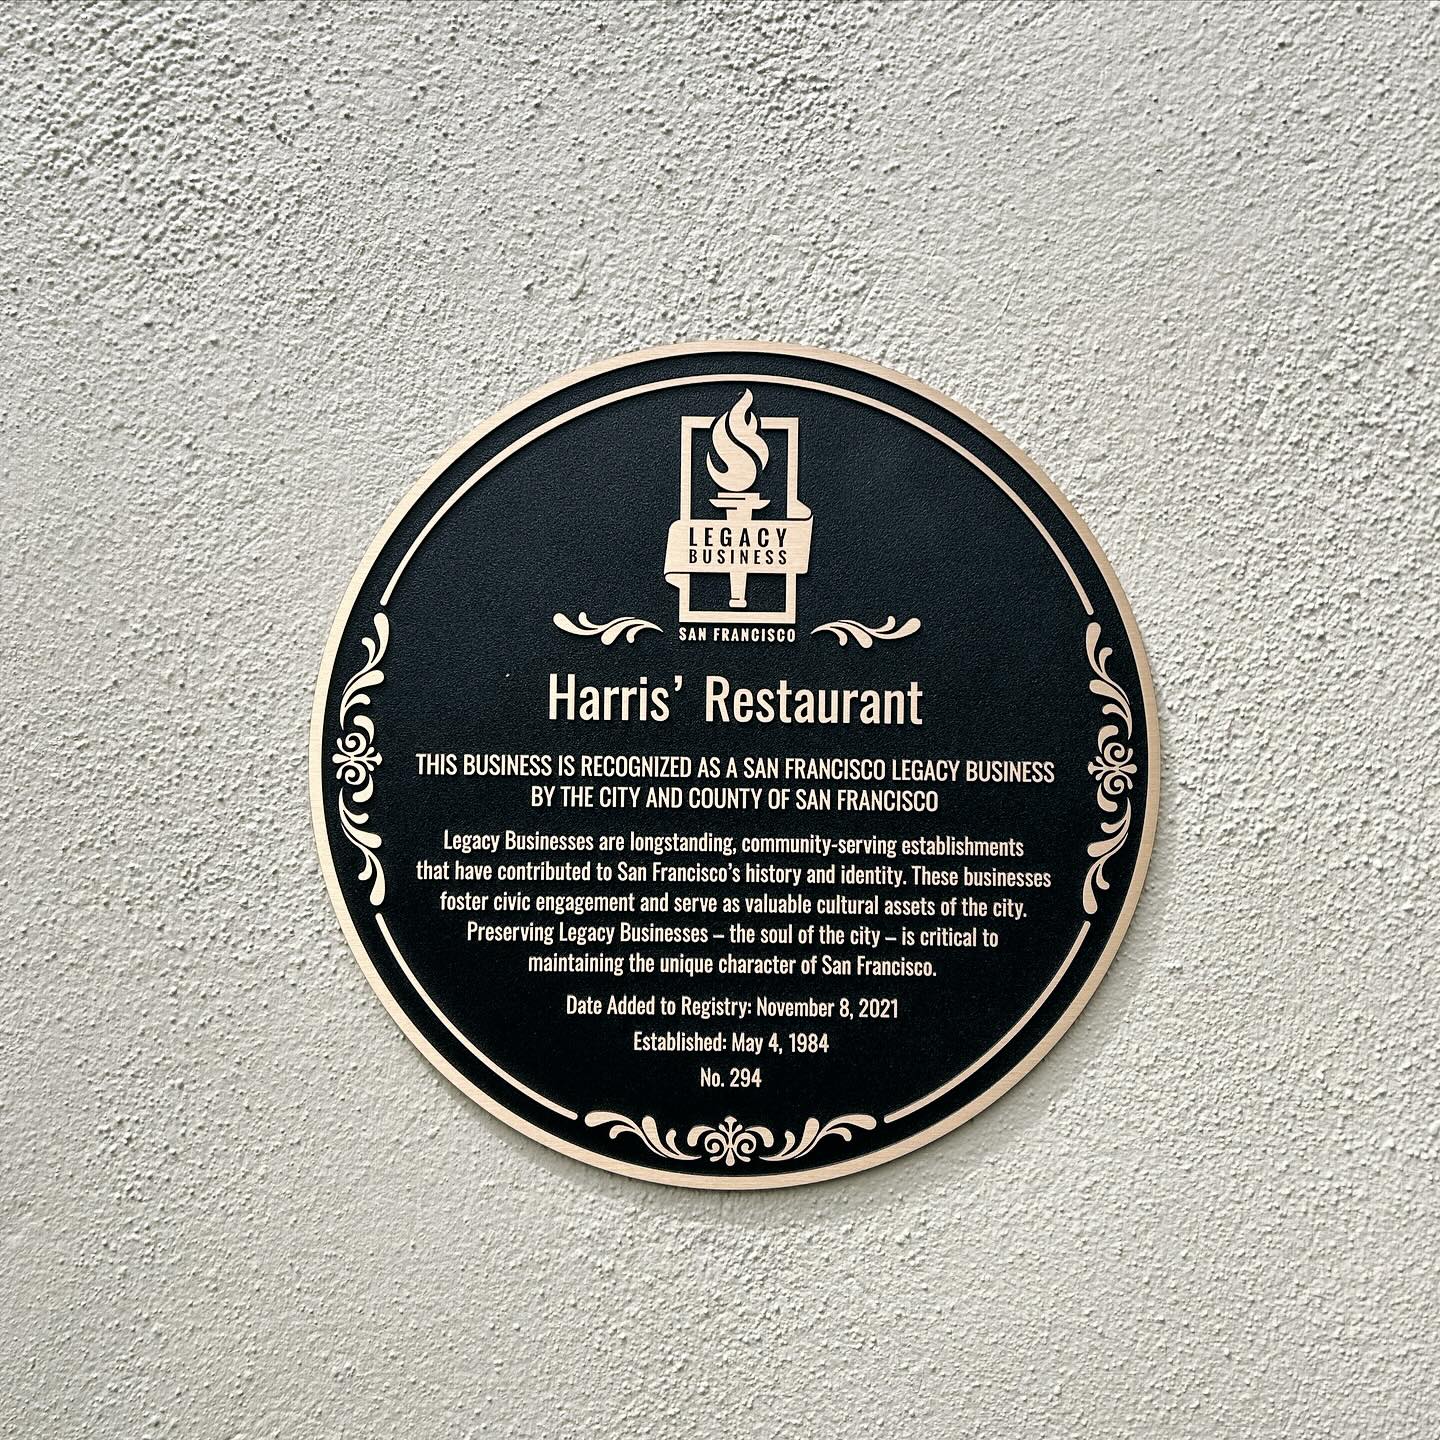 LEGACY
BUSINESS
SAN FRANCISCO
Harris’ Restaurant
THIS BUSINESS IS RECOGNIZED AS A SAN FRANCISCO LEGACY BUSINESS
BY THE CITY AND COUNTY OF SAN FRANCISCO
Legacy Businesses are longstanding, community-serving establishments
that have contributed to San Francisco’s history and identity. These businesses
foster civic engagement and serve as valuable cultural assets of the city.
Preserving Legacy Businesses – the soul of the city – is critical to
maintaining the unique character of San Francisco.
Date Added to Registry: November 8, 2021
Established: May 4, 1984
No. 294